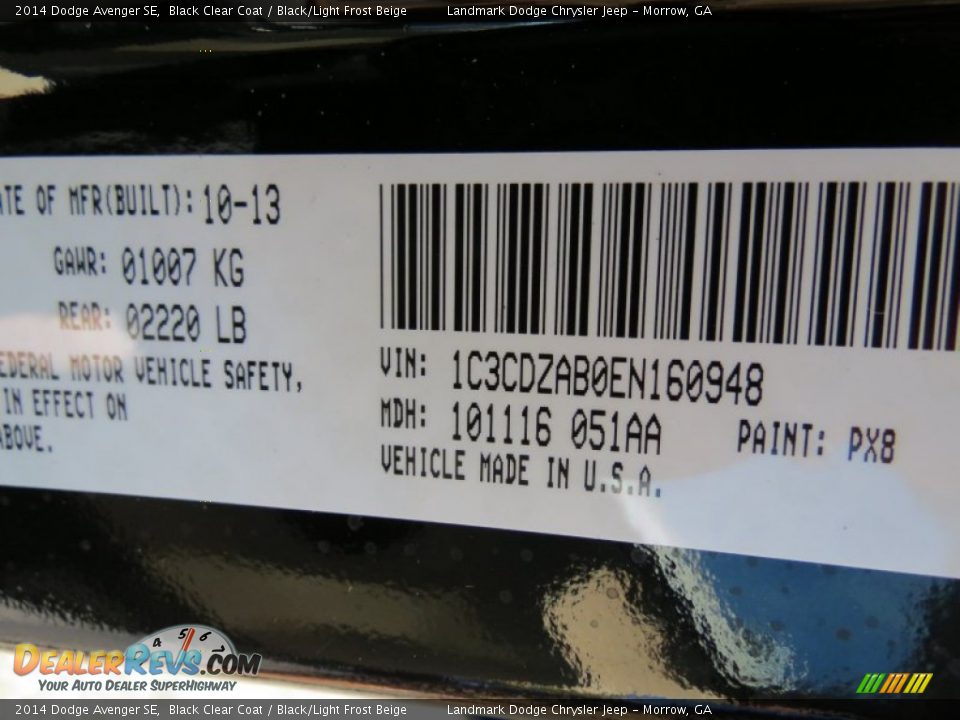 2014 Dodge Avenger SE, Black Clear Coat / Black/Light Frost Beige Landmark Dodge Chrysler Jeep - Morrow, GA
ATE OF MFR(BUILT): 10-13
GAWR: 01007 KG
REAR: 02220 LB
EDERAL MOTOR VEHICLE SAFETY,
IN EFFECT ON
ABOVE.
VIN: 1C3CDZAB0EN160948
MDH: 101116 051AA PAINT: PX8
VEHICLE MADE IN U.S.A.
4 5 6
DEALERREVS.COM
YOUR AUTO DEALER SUPERHIGHWAY
2014 Dodge Avenger SE, Black Clear Coat / Black/Light Frost Beige Landmark Dodge Chrysler Jeep - Morrow, GA